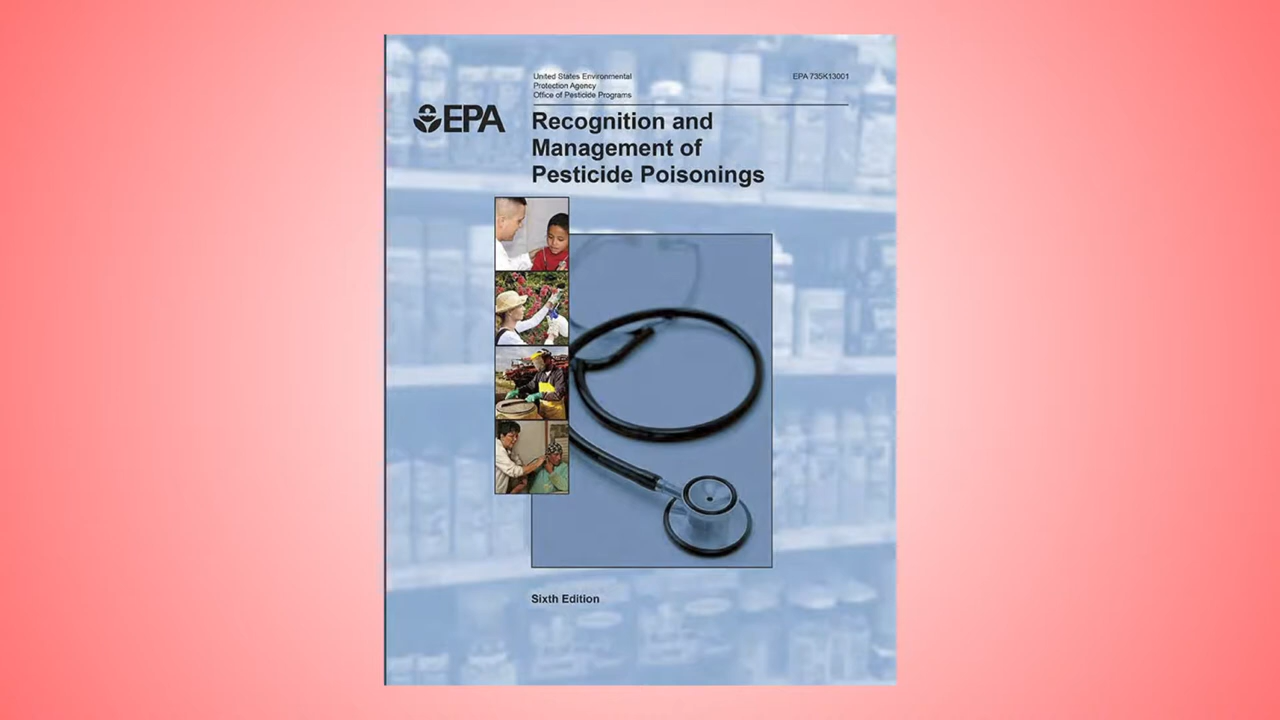 United States Environmental
Protection Agency
Office of Pesticide Programs
EPA 735K13001
EPA
Recognition and
Management of
Pesticide Poisonings
Sixth Edition